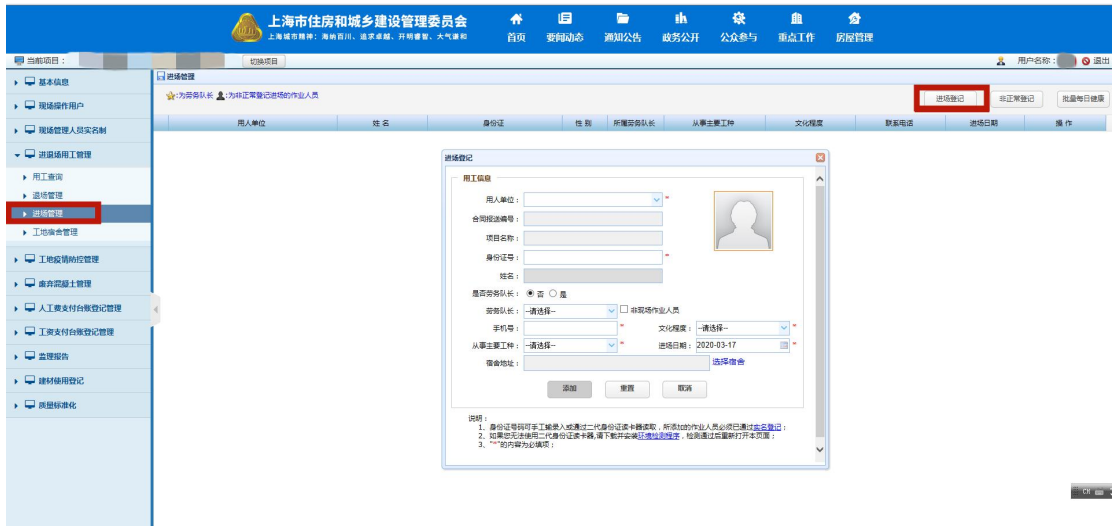 上海市住房和城乡建设管理委员会
上海城市精神：海纳百川、追求卓越、开明睿智、大气谦和
首页 要闻动态 通知公告 政务公开 公众参与 重点工作 房屋管理
当前项目： 切换项目 用户名称： 退出
基本信息
现场操作用户
现场管理人员实名制
进退场用工管理
用工查询
退场管理
进场管理
工地宿舍管理
工地疫情防控管理
废弃混凝土管理
人工费支付台账登记管理
工资支付台账登记管理
监理报告
建材使用登记
质量标准化
进场管理
:为劳务队长 :为非正常登记进场的作业人员
进场登记 非正常登记 批量每日健康
用人单位 姓 名 身份证 性 别 所属劳务队长 从事主要工种 文化程度 联系电话 进场日期 操 作
进场登记
用工信息
用人单位： *
合同报送编号：
项目名称：
身份证号： *
姓名：
是否劳务队长： 否 是
劳务队长： --请选择-- 非现场作业人员
手机号： * 文化程度： --请选择-- *
从事主要工种： --请选择-- * 进场日期： 2020-03-17 *
宿舍地址： 选择宿舍
添加 重置 取消
说明：
1、身份证号码可手工输录入或通过二代身份证读卡器读取，所添加的作业人员必须已通过实名登记；
2、如果您无法使用二代身份证读卡器,请下载并安装环境检测程序，检测通过后重新打开本页面；
3、"*"的内容为必填项；
CH